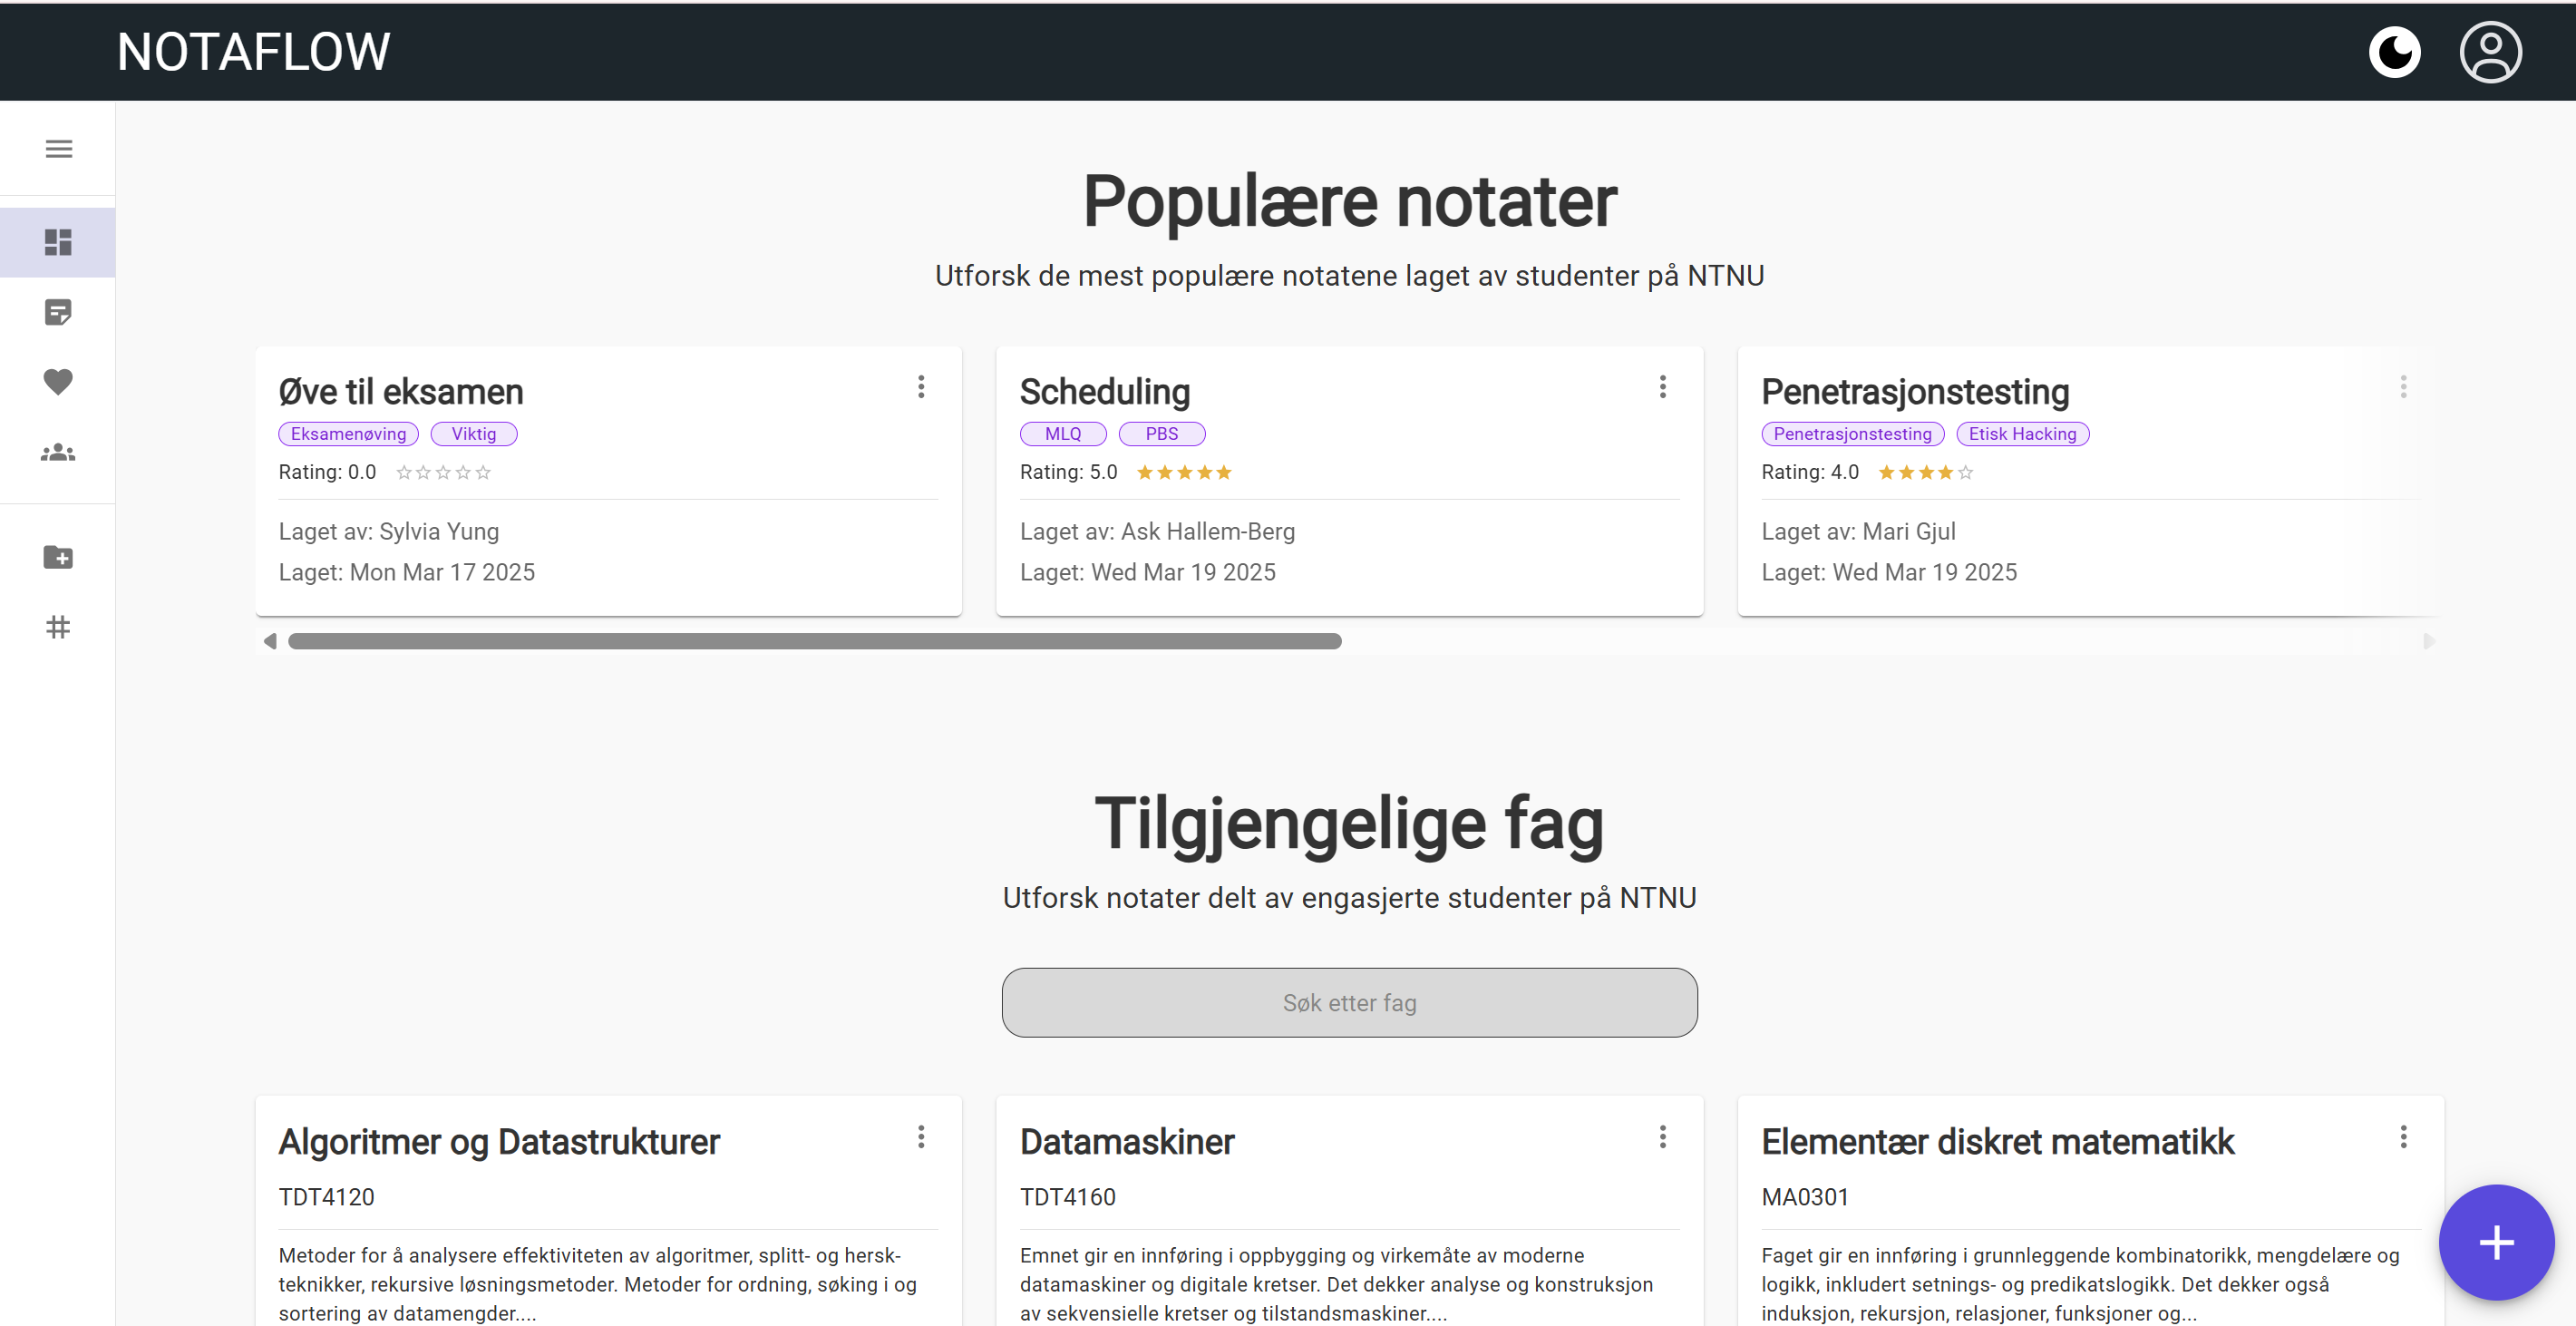 NOTAFLOW
Populære notater
Utforsk de mest populære notatene laget av studenter på NTNU
Øve til eksamen
Eksamenøving Viktig
Rating: 0.0
Laget av: Sylvia Yung
Laget: Mon Mar 17 2025
Scheduling
MLQ PBS
Rating: 5.0
Laget av: Ask Hallem-Berg
Laget: Wed Mar 19 2025
Penetrasjonstesting
Penetrasjonstesting Etisk Hacking
Rating: 4.0
Laget av: Mari Gjul
Laget: Wed Mar 19 2025
Tilgjengelige fag
Utforsk notater delt av engasjerte studenter på NTNU
Søk etter fag
Algoritmer og Datastrukturer
TDT4120
Metoder for å analysere effektiviteten av algoritmer, splitt- og hersk-
teknikker, rekursive løsningsmetoder. Metoder for ordning, søking i og
sortering av datamengder....
Datamaskiner
TDT4160
Emnet gir en innføring i oppbygging og virkemåte av moderne
datamaskiner og digitale kretser. Det dekker analyse og konstruksjon
av sekvensielle kretser og tilstandsmaskiner....
Elementær diskret matematikk
MA0301
Faget gir en innføring i grunnleggende kombinatorikk, mengdelære og
logikk, inkludert setnings- og predikatslogikk. Det dekker også
induksjon, rekursjon, relasjoner, funksjoner og...